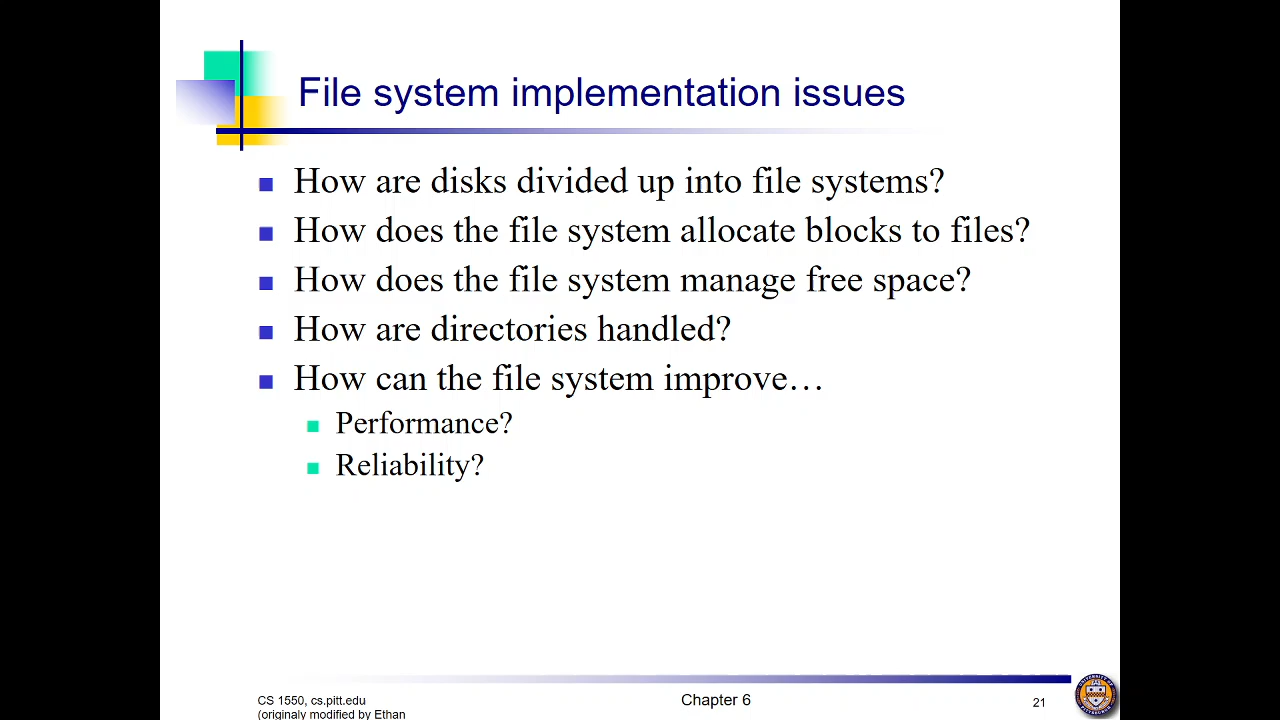 File system implementation issues
How are disks divided up into file systems?
How does the file system allocate blocks to files?
How does the file system manage free space?
How are directories handled?
How can the file system improve…
Performance?
Reliability?
CS 1550, cs.pitt.edu
(originaly modified by Ethan
Chapter 6
21